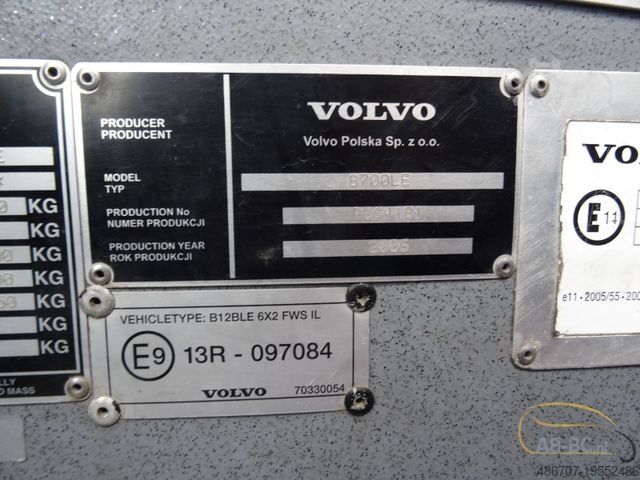 VOLVO
Volvo Polska Sp. z o.o.
PRODUCER
PRODUCENT
MODEL
TYP
8700LE
PRODUCTION No
NUMER PRODUKCJI
PRODUCTION YEAR
ROK PRODUKCJI
KG
KG
KG
KG
KG
KG
KG
MASS
VEHICLETYPE: B12BLE 6X2 FWS IL
E9 13R - 097084
VOLVO 70330054
VO
E 11
e11-2005/55-200
AB-BC
486707-19552486